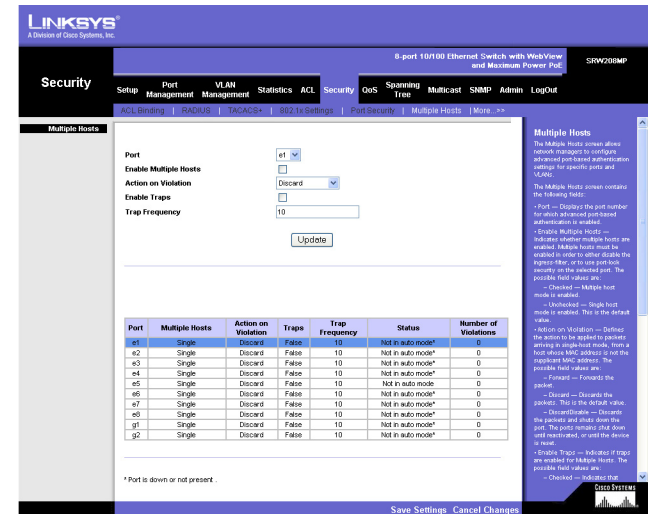 LINKSYS®
A Division of Cisco Systems, Inc.
8-port 10/100 Ethernet Switch with WebView
and Maximum Power PoE
SRW208MP
Security
Setup
Port Management
VLAN Management
Statistics
ACL
Security
QoS
Spanning Tree
Multicast
SNMP
Admin
LogOut
ACL Binding | RADIUS | TACACS+ | 802.1x Settings | Port Security | Multiple Hosts | More...>>
Multiple Hosts
Port e1
Enable Multiple Hosts
Action on Violation Discard
Enable Traps
Trap Frequency 10
Update
Port Multiple Hosts Action on Violation Traps Trap Frequency Status Number of Violations
e1 Single Discard False 10 Not in auto mode* 0
e2 Single Discard False 10 Not in auto mode* 0
e3 Single Discard False 10 Not in auto mode* 0
e4 Single Discard False 10 Not in auto mode* 0
e5 Single Discard False 10 Not in auto mode 0
e6 Single Discard False 10 Not in auto mode* 0
e7 Single Discard False 10 Not in auto mode* 0
e8 Single Discard False 10 Not in auto mode* 0
g1 Single Discard False 10 Not in auto mode* 0
g2 Single Discard False 10 Not in auto mode* 0
* Port is down or not present .
Multiple Hosts
The Multiple Hosts screen allows
network managers to configure
advanced port-based authentication
settings for specific ports and
VLANs.
The Multiple Hosts screen contains
the following fields:
• Port — Displays the port number
for which advanced port-based
authentication is enabled.
• Enable Multiple Hosts —
Indicates whether multiple hosts are
enabled. Multiple hosts must be
enabled in order to either disable the
ingress-filter, or to use port-lock
security on the selected port. The
possible field values are:
– Checked — Multiple host
mode is enabled.
– Unchecked — Single host
mode is enabled. This is the default
value.
• Action on Violation — Defines
the action to be applied to packets
arriving in single-host mode, from a
host whose MAC address is not the
supplicant MAC address. The
possible field values are:
– Forward — Forwards the
packet.
– Discard — Discards the
packets. This is the default value.
– DiscardDisable — Discards
the packets and shuts down the
port. The ports remains shut down
until reactivated, or until the device
is reset.
• Enable Traps — Indicates if traps
are enabled for Multiple Hosts. The
possible field values are:
– Checked — Indicates that
Save Settings Cancel Changes
CISCO SYSTEMS